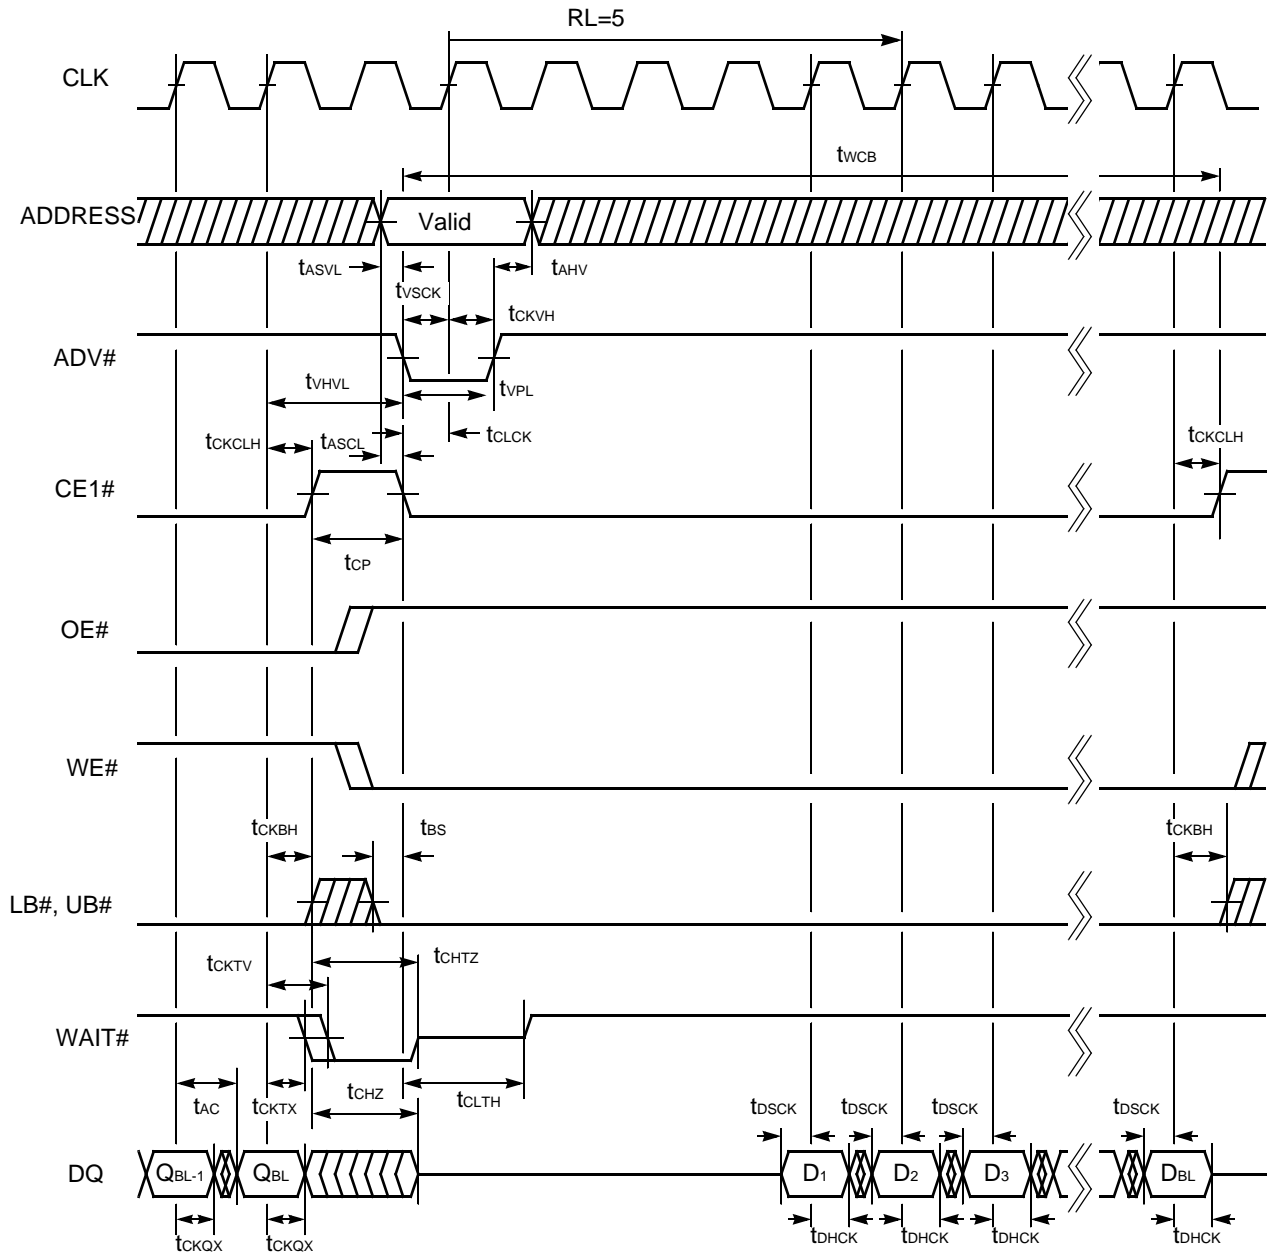 RL=5
CLK
tWCB
ADDRESS
Valid
tASVL
tAHV
tVSCK
tCKVH
ADV#
tVHVL
tVPL
tCKCLH
tASCL
tCLCK
tCKCLH
CE1#
tCP
OE#
WE#
tCKBH
tBS
tCKBH
LB#, UB#
tCKTV
tCHTZ
WAIT#
tAC
tCKTX
tCHZ
tCLTH
tDSCK
tDSCK
tDSCK
tDSCK
DQ
QBL-1
QBL
D1
D2
D3
DBL
tCKQX
tCKQX
tDHCK
tDHCK
tDHCK
tDHCK